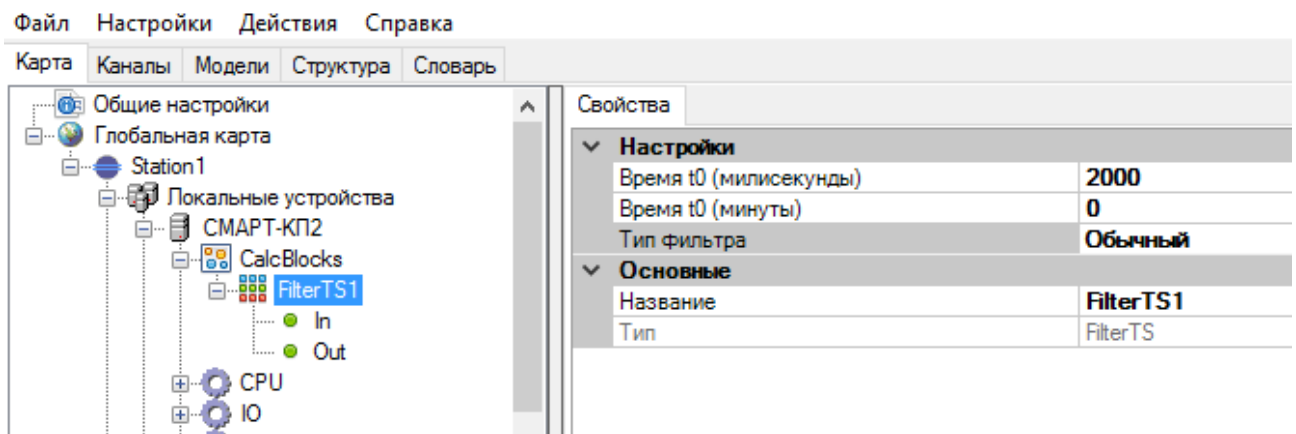 Файл Настройки Действия Справка
Карта Каналы Модели Структура Словарь
Общие настройки
Глобальная карта
Station1
Локальные устройства
СМАРТ-КП2
CalcBlocks
FilterTS1
In
Out
CPU
IO
Свойства
Настройки
Время t0 (милисекунды) 2000
Время t0 (минуты) 0
Тип фильтра Обычный
Основные
Название FilterTS1
Тип FilterTS